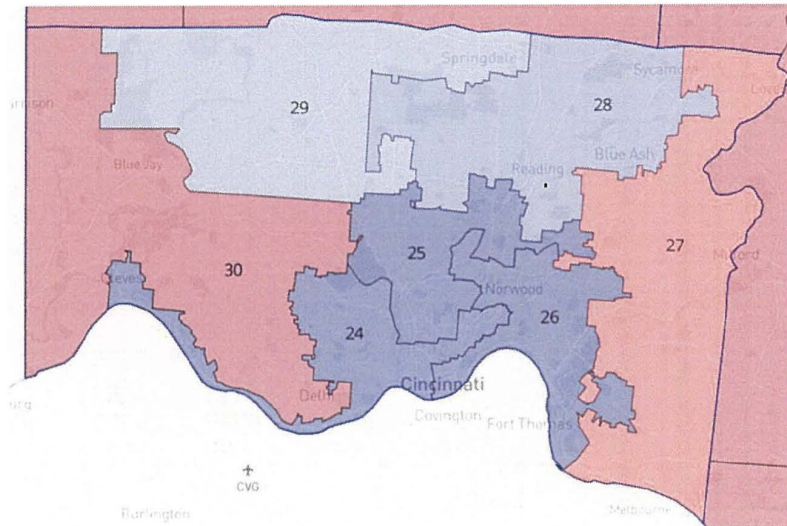 Springdale
Sycamore
29
28
Blue Ash
Blue Jay
Reading
27
25
30
Norwood
26
24
Cincinnati
Covington
Fort Thomas
CVG
Burlington
Melbourne